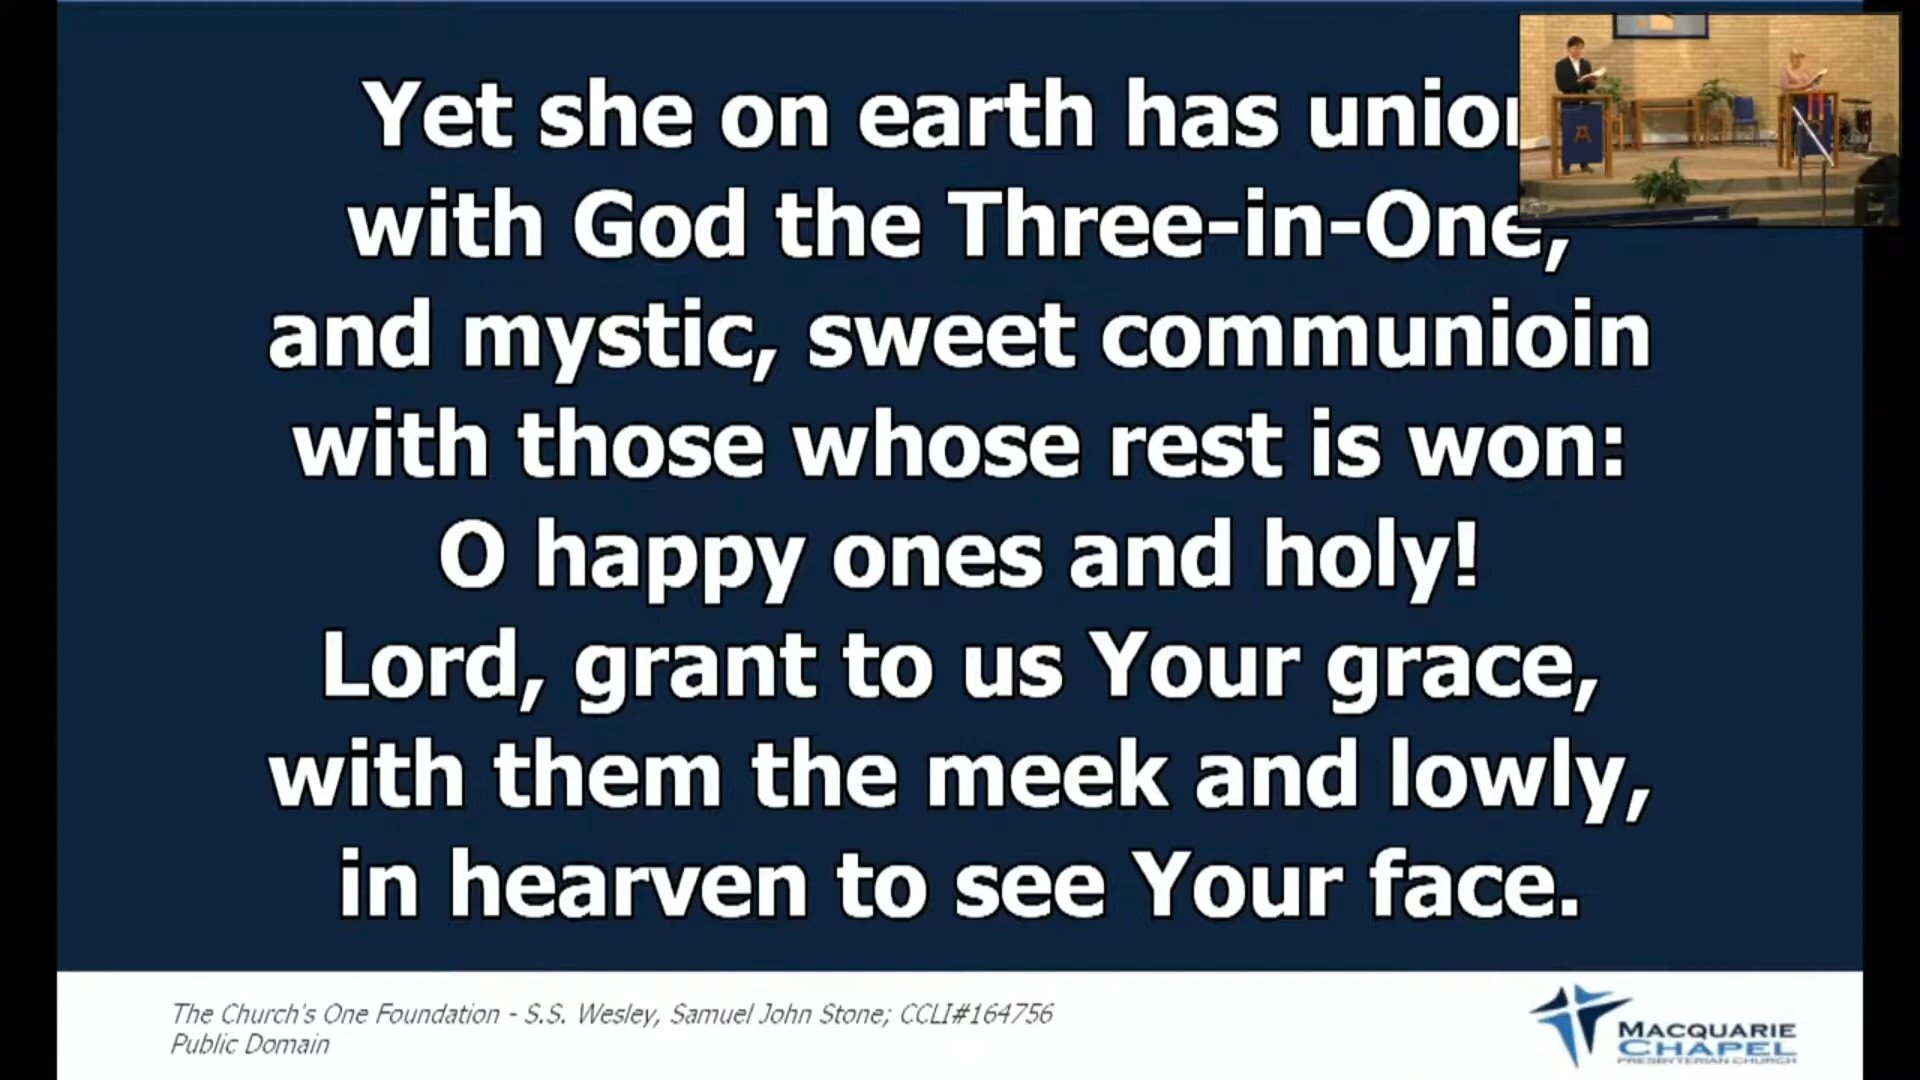 Yet she on earth has union
with God the Three-in-One,
and mystic, sweet communioin
with those whose rest is won:
O happy ones and holy!
Lord, grant to us Your grace,
with them the meek and lowly,
in hearven to see Your face.
The Church's One Foundation - S.S. Wesley, Samuel John Stone; CCLI#164756
Public Domain
MACQUARIE
CHAPEL
PRESBYTERIAN CHURCH